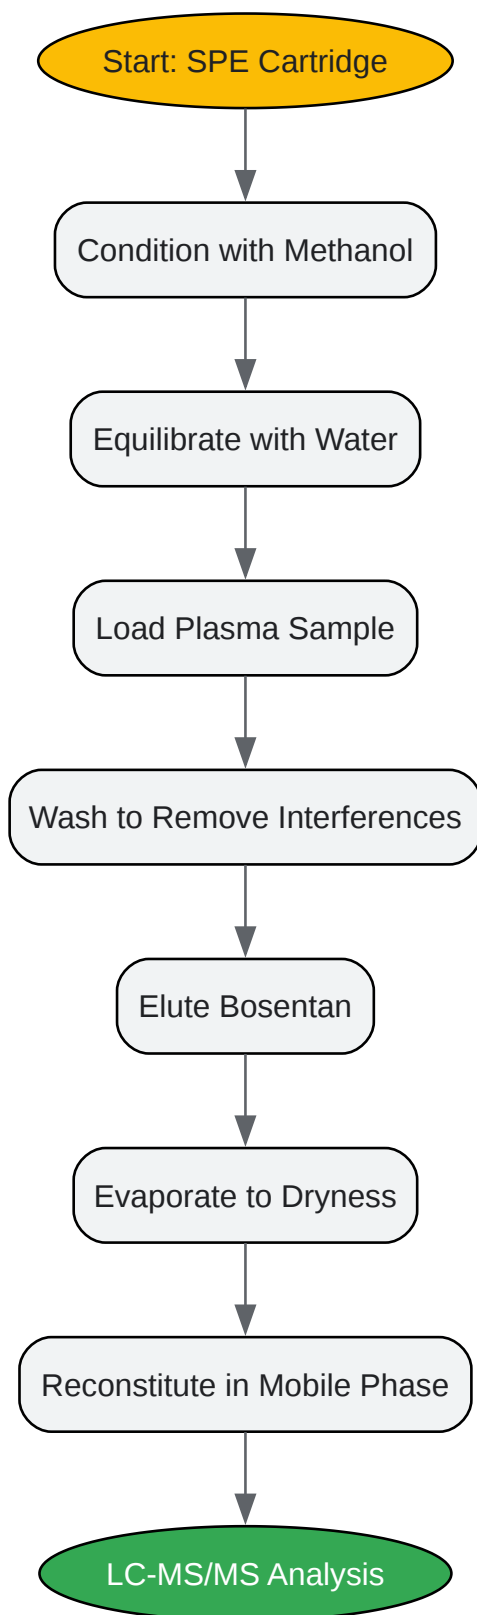 Start: SPE Cartridge
Condition with Methanol
Equilibrate with Water
Load Plasma Sample
Wash to Remove Interferences
Elute Bosentan
Evaporate to Dryness
Reconstitute in Mobile Phase
LC-MS/MS Analysis